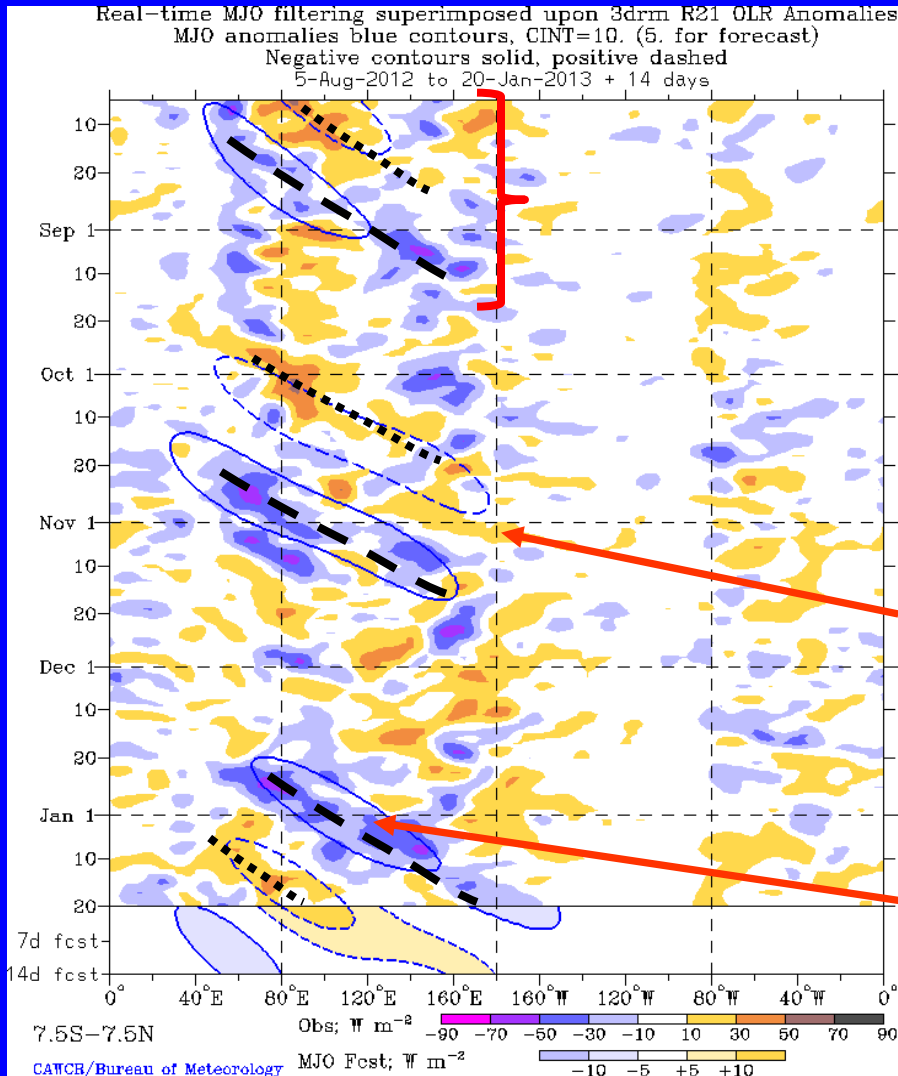 Real-time MJO filtering superimposed upon 3drm R21 OLR Anomalies
MJO anomalies blue contours, CINT=10. (5. for forecast)
Negative contours solid, positive dashed
5-Aug-2012 to 20-Jan-2013 + 14 days
10
20
Sep 1
10
20
Oct 1
10
20
Nov 1
10
20
Dec 1
10
20
Jan 1
10
20
7d fcst
14d fcst
0° 40°E 80°E 120°E 160°E 160°W 120°W 80°W 40°W 0°
7.5S-7.5N
Obs; W m⁻² -90 -70 -50 -30 -10 10 30 50 70 90
CAWCR/Bureau of Meteorology MJO Fcst; W m⁻² -10 -5 +5 +10